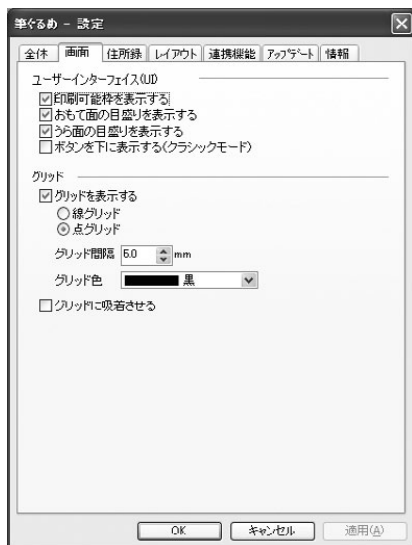 筆ぐるめ - 設定
全体 画面 住所録 レイアウト 連携機能 アップデート 情報
ユーザーインターフェイス(UI)
印刷可能枠を表示する
おもて面の目盛りを表示する
うら面の目盛りを表示する
ボタンを下に表示する(クラシックモード)
グリッド
グリッドを表示する
線グリッド
点グリッド
グリッド間隔 6.0 mm
グリッド色 黒
グリッドに吸着させる
OK キャンセル 適用(A)